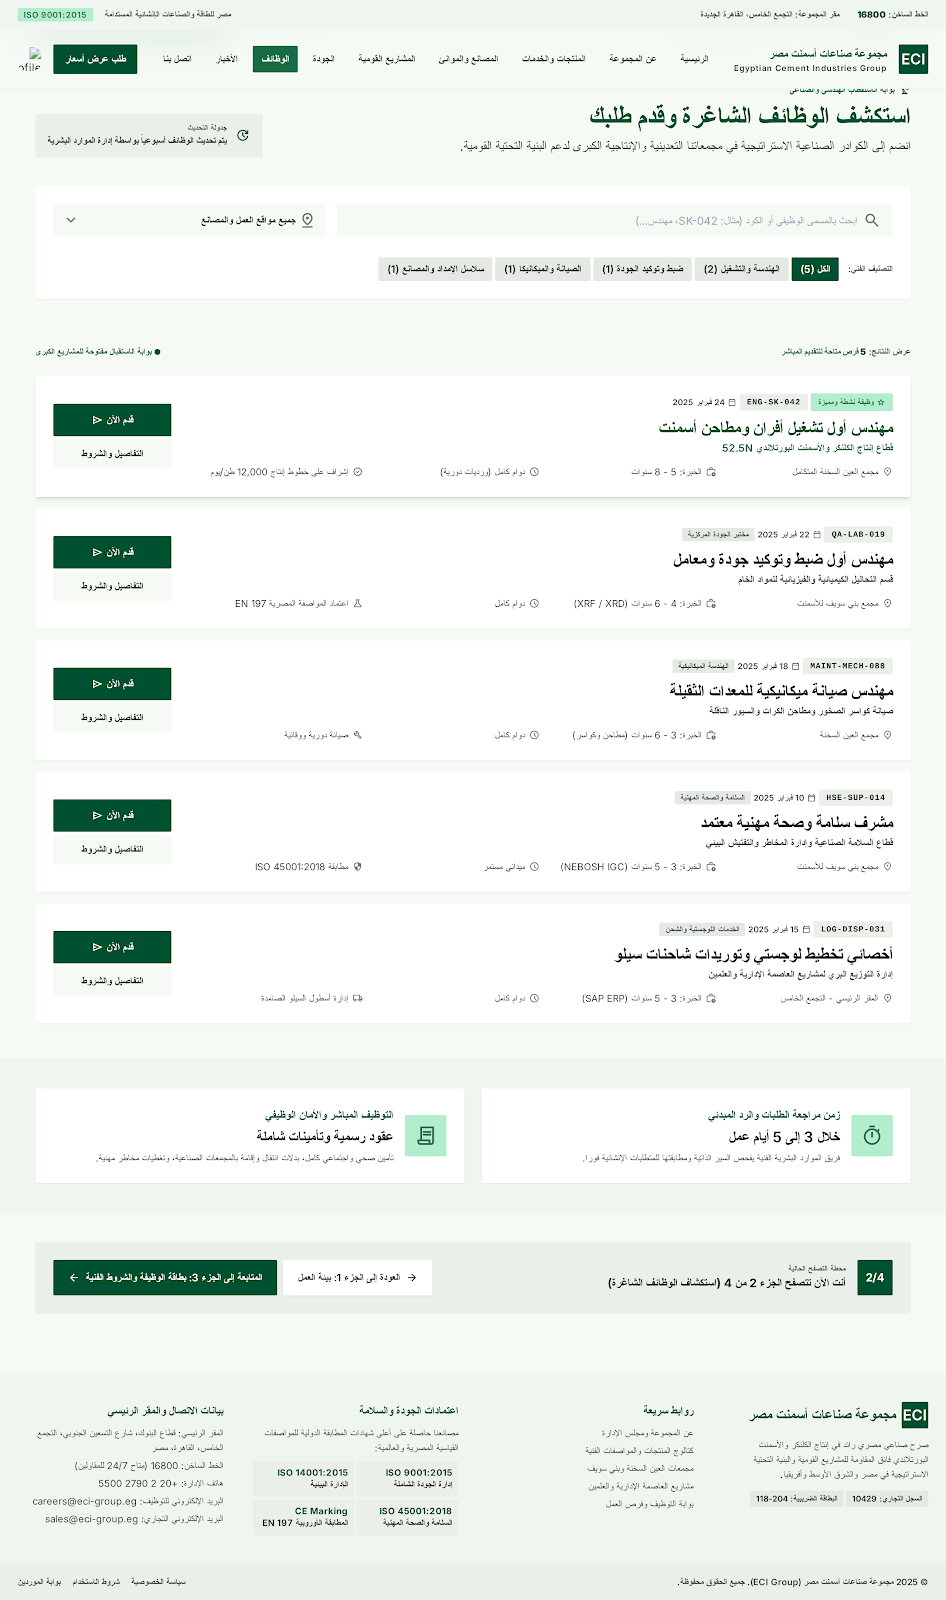 الخط الساخن: 16800
مقر المجموعة: التجمع الخامس، القاهرة الجديدة
مصر للطاقة والصناعات الإنشائية المستدامة
ISO 9001:2015
ECI
مجموعة صناعات أسمنت مصر
Egyptian Cement Industries Group
الرئيسية
عن المجموعة
المنتجات والخدمات
المصانع والموانئ
المشاريع القومية
الجودة
الوظائف
الأخبار
اتصل بنا
طلب عرض أسعار
بوابة الاستقطاب الهندسي والصناعي
استكشف الوظائف الشاغرة وقدم طلبك
انضم إلى الكوادر الصناعية الاستراتيجية في مجمعاتنا التعدينية والإنتاجية الكبرى لدعم البنية التحتية القومية.
جدولة التحديث
يتم تحديث الوظائف أسبوعياً بواسطة إدارة الموارد البشرية
ابحث بالمسمى الوظيفي أو الكود (مثال: SK-042، مهندس...)
جميع مواقع العمل والمصانع
التصنيف الفني:
الكل (5)
الهندسة والتشغيل (2)
ضبط وتوكيد الجودة (1)
الصيانة والميكانيكا (1)
سلاسل الإمداد والمصانع (1)
عرض النتائج: 5 فرص متاحة للتقديم المباشر
بوابة الاستقبال مفتوحة للمشاريع الكبرى
وظيفة نشطة ومميزة
ENG-SK-042
24 فبراير 2025
مهندس أول تشغيل أفران ومطاحن أسمنت
قطاع إنتاج الكلنكر والأسمنت البورتلاندي 52.5N
مجمع العين السخنة المتكامل
الخبرة: 5 - 8 سنوات
دوام كامل (ورديات دورية)
إشراف على خطوط إنتاج 12,000 طن/يوم
قدم الآن
التفاصيل والشروط
QA-LAB-019
22 فبراير 2025
مختبر الجودة المركزية
مهندس أول ضبط وتوكيد جودة ومعامل
قسم التحاليل الكيميائية والفيزيائية للمواد الخام
مجمع بني سويف للأسمنت
الخبرة: 4 - 6 سنوات (XRF / XRD)
دوام كامل
اعتماد المواصفة المصرية EN 197
قدم الآن
التفاصيل والشروط
MAINT-MECH-088
18 فبراير 2025
الهندسة الميكانيكية
مهندس صيانة ميكانيكية للمعدات الثقيلة
صيانة كواسر الصخور ومطاحن الكرات والسيور الناقلة
مجمع العين السخنة
الخبرة: 3 - 6 سنوات (مطاحن وكواسر)
دوام كامل
صيانة دورية ووقائية
قدم الآن
التفاصيل والشروط
HSE-SUP-014
10 فبراير 2025
السلامة والصحة المهنية
مشرف سلامة وصحة مهنية معتمد
قطاع السلامة الصناعية وإدارة المخاطر والتفتيش البيئي
مجمع بني سويف للأسمنت
الخبرة: 3 - 5 سنوات (NEBOSH IGC)
ميداني مستمر
مطابقة ISO 45001:2018
قدم الآن
التفاصيل والشروط
LOG-DISP-031
15 فبراير 2025
الخدمات اللوجستية والشحن
أخصائي تخطيط لوجستي وتوريدات شاحنات سيلو
إدارة التوزيع البري لمشاريع العاصمة الإدارية والعلمين
المقر الرئيسي - التجمع الخامس
الخبرة: 3 - 5 سنوات (SAP ERP)
دوام كامل
إدارة أسطول السيلو الصامدة
قدم الآن
التفاصيل والشروط
زمن مراجعة الطلبات والرد المبدئي
خلال 3 إلى 5 أيام عمل
فريق الموارد البشرية الفنية يفحص السير الذاتية ومطابقتها للمتطلبات الإنشائية فورا.
التوظيف المباشر والأمان الوظيفي
عقود رسمية وتأمينات شاملة
تأمين صحي واجتماعي كامل، بدلات انتقال وإقامة بالمجمعات الصناعية، وتغطيات مخاطر مهنية.
2/4
محطة التصفح الحالية
أنت الآن تتصفح الجزء 2 من 4 (استكشاف الوظائف الشاغرة)
العودة إلى الجزء 1: بيئة العمل
المتابعة إلى الجزء 3: بطاقة الوظيفة والشروط الفنية
ECI
مجموعة صناعات أسمنت مصر
صرح صناعي مصري رائد في إنتاج الكلنكر والأسمنت
البورتلاندي فائق المقاومة للمشاريع القومية والبنية التحتية
الاستراتيجية في مصر والشرق الأوسط وأفريقيا.
السجل التجاري: 10429
البطاقة الضريبية: 204-118
روابط سريعة
عن المجموعة ومجلس الإدارة
كتالوج المنتجات والمواصفات الفنية
مجمعات العين السخنة وبني سويف
مشاريع العاصمة الإدارية والعلمين
بوابة التوظيف وفرص العمل
اعتمادات الجودة والسلامة
مصانعنا حاصلة على أعلى شهادات المطابقة الدولية للمواصفات
القياسية المصرية والعالمية:
ISO 9001:2015
إدارة الجودة الشاملة
ISO 14001:2015
الإدارة البيئية
ISO 45001:2018
السلامة والصحة المهنية
CE Marking
المطابقة الأوروبية EN 197
بيانات الاتصال والمقر الرئيسي
المقر الرئيسي: قطاع البنوك، شارع التسعين الجنوبي، التجمع
الخامس، القاهرة، مصر
الخط الساخن: 16800 (متاح 24/7 للمقاولين)
هاتف الإدارة: +20 2 2790 5500
البريد الإلكتروني للتوظيف: careers@eci-group.eg
البريد الإلكتروني التجاري: sales@eci-group.eg
© 2025 مجموعة صناعات أسمنت مصر (ECI Group). جميع الحقوق محفوظة.
سياسة الخصوصية
شروط الاستخدام
بوابة الموردين